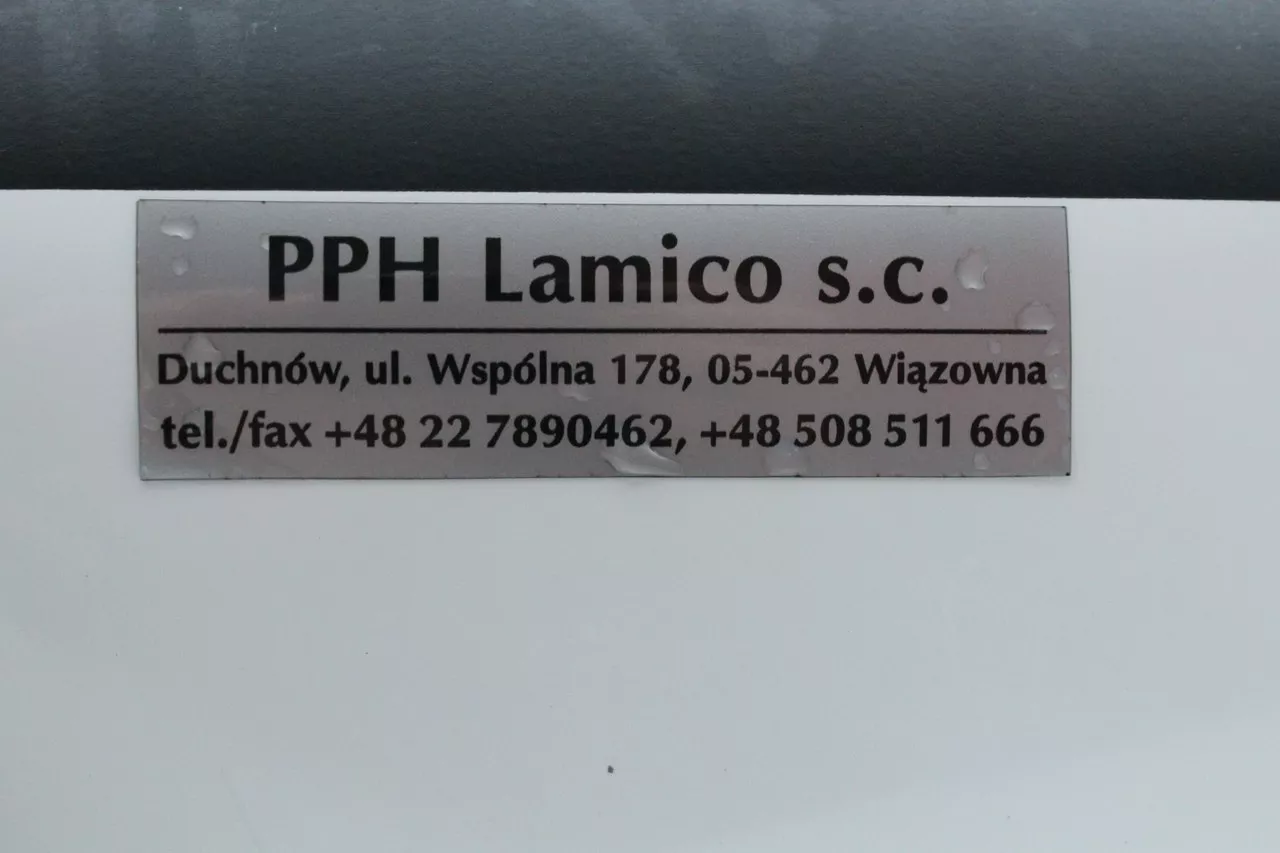 PPH Lamico s.c.
Duchnów, ul. Wspólna 178, 05-462 Wiązowna
tel./fax +48 22 7890462, +48 508 511 666